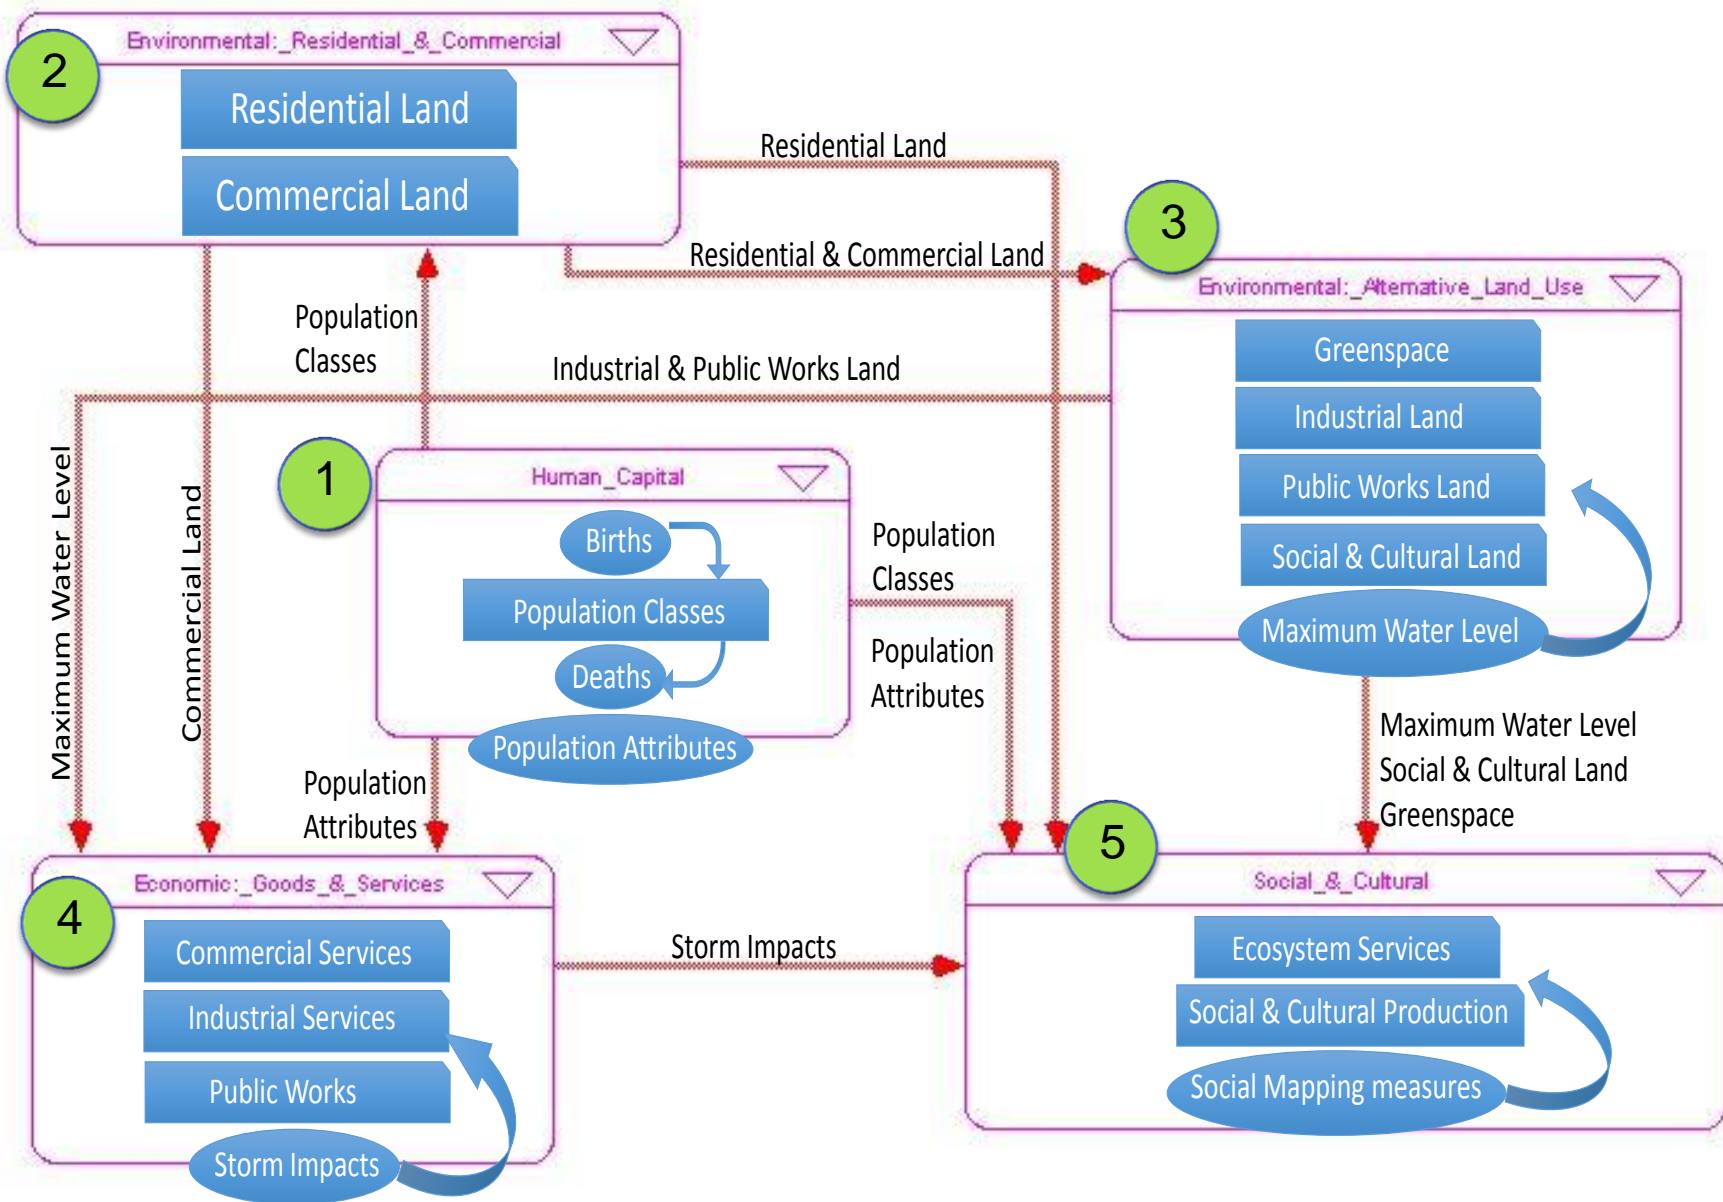 2
Environmental:_Residential_&_Commercial
Residential Land
Commercial Land
Residential Land
Residential & Commercial Land
3
Environmental:_Alternative_Land_Use
Greenspace
Industrial Land
Public Works Land
Social & Cultural Land
Maximum Water Level
Population
Classes
Industrial & Public Works Land
Maximum Water Level
Commercial Land
1
Human_Capital
Births
Population Classes
Deaths
Population Attributes
Population
Classes
Population
Attributes
Population
Attributes
Maximum Water Level
Social & Cultural Land
Greenspace
4
Economic:_Goods_&_Services
Commercial Services
Industrial Services
Public Works
Storm Impacts
Storm Impacts
5
Social_&_Cultural
Ecosystem Services
Social & Cultural Production
Social Mapping measures